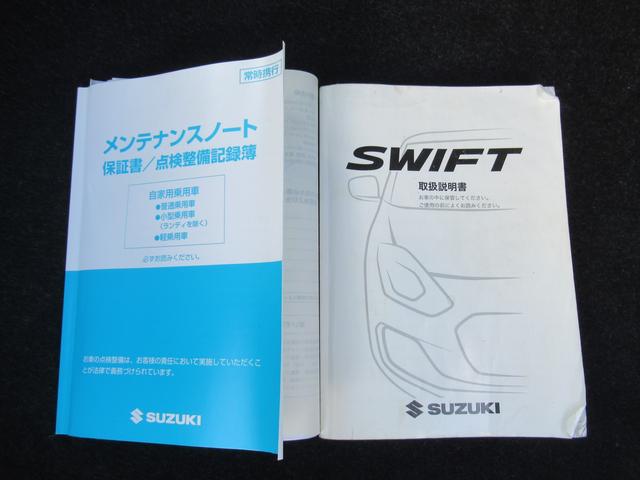 常時携行
メンテナンスノート
保証書／点検整備記録簿
自家用乗用車
●普通乗用車
●小型乗用車
（ランディを除く）
●軽乗用車
必ずお読みください。
お車の点検整備は、お客様の責任において実施していただくこ
とが法律で義務づけられています。
SUZUKI
SWIFT
取扱説明書
お車の中に保管してください。
ご使用の前によくお読みください。
SUZUKI